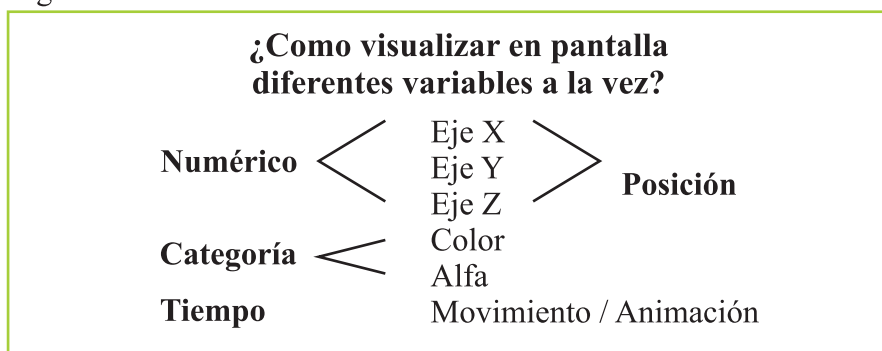 ¿Como visualizar en pantalla
diferentes variables a la vez?
Numérico
Eje X
Eje Y
Eje Z
Posición
Categoría
Color
Alfa
Tiempo
Movimiento / Animación